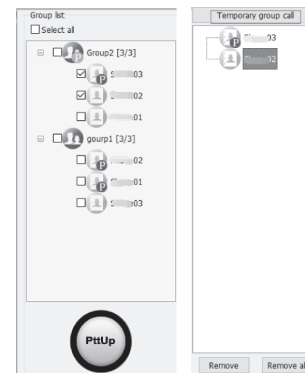 Group list
Select all
Group2 [3/3]
03
02
01
gourp1 [3/3]
02
01
03
PttUp
Temporary group call
03
02
Remove
Remove all